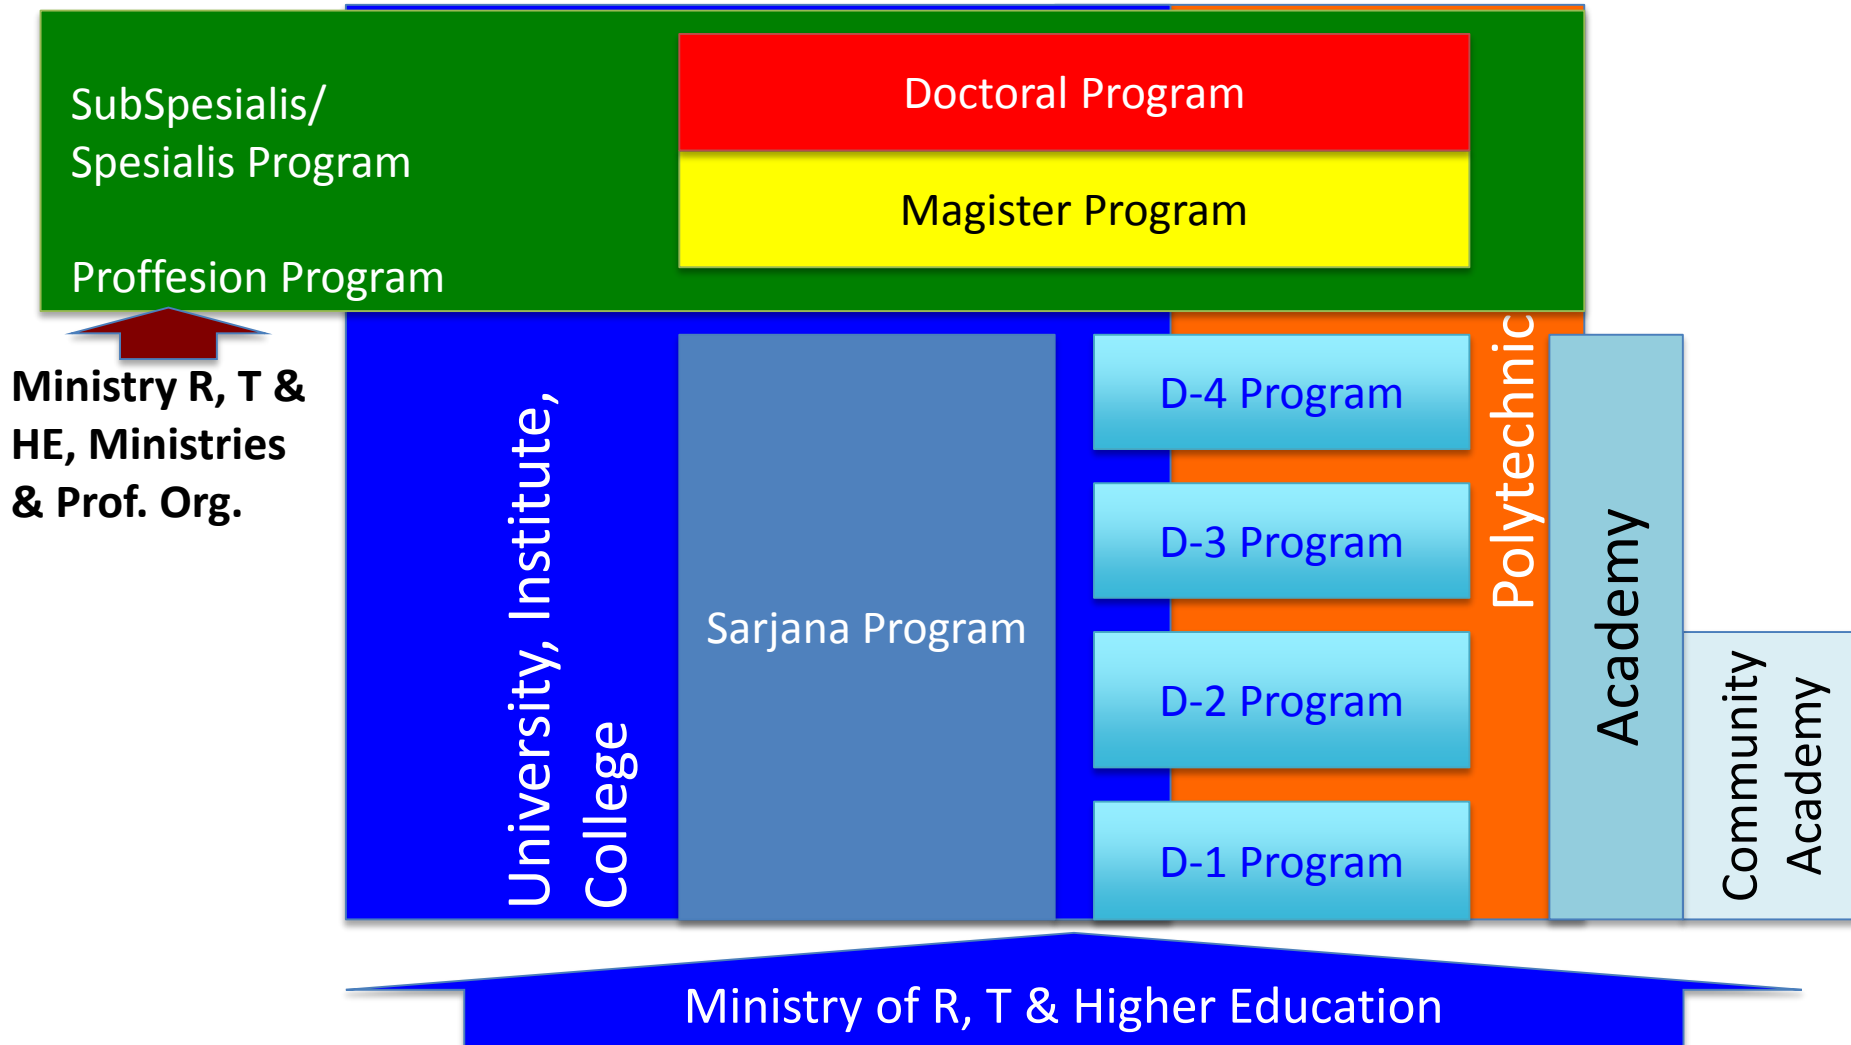 SubSpesialis/
Spesialis Program
Proffesion Program
Doctoral Program
Magister Program
Ministry R, T &
HE, Ministries
& Prof. Org.
University, Institute,
College
Sarjana Program
D-4 Program
D-3 Program
D-2 Program
D-1 Program
Polytechnic
Academy
Community
Academy
Ministry of R, T & Higher Education